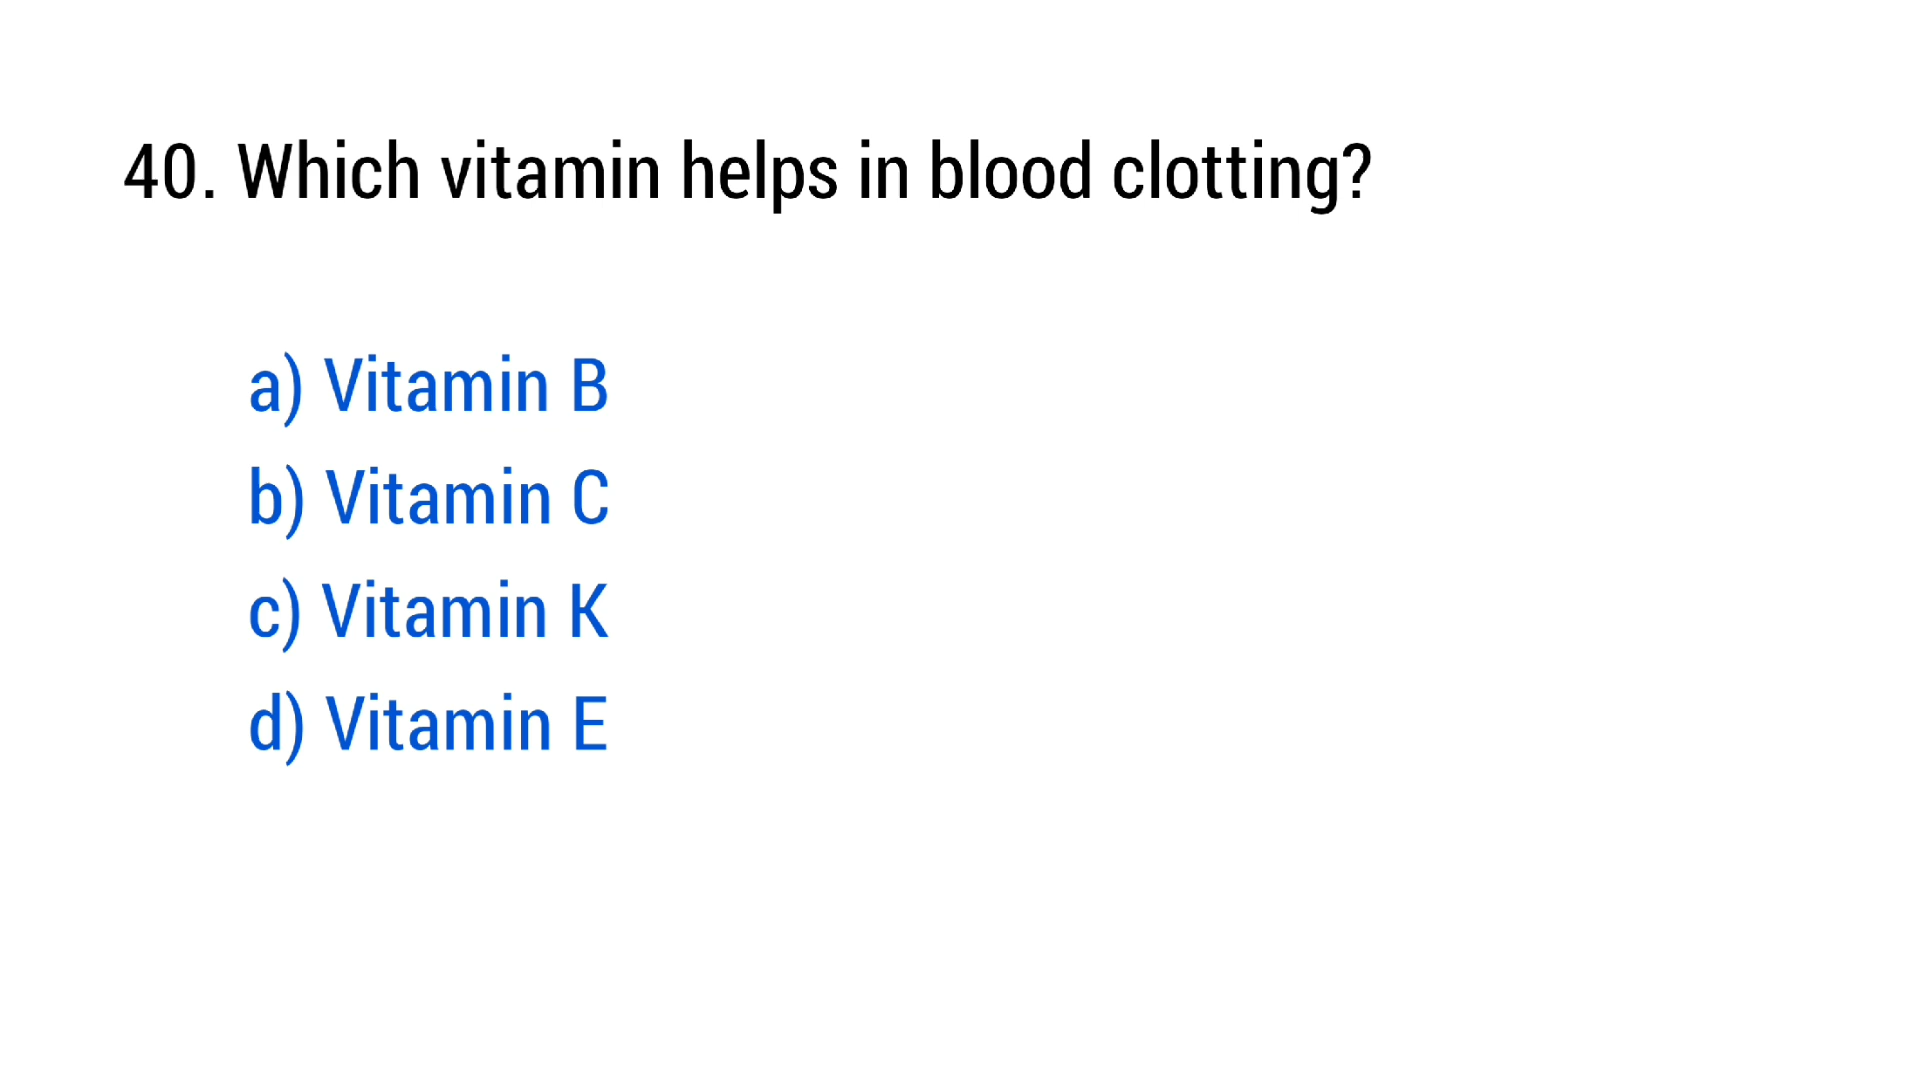 40. Which vitamin helps in blood clotting?
a) Vitamin B
b) Vitamin C
c) Vitamin K
d) Vitamin E